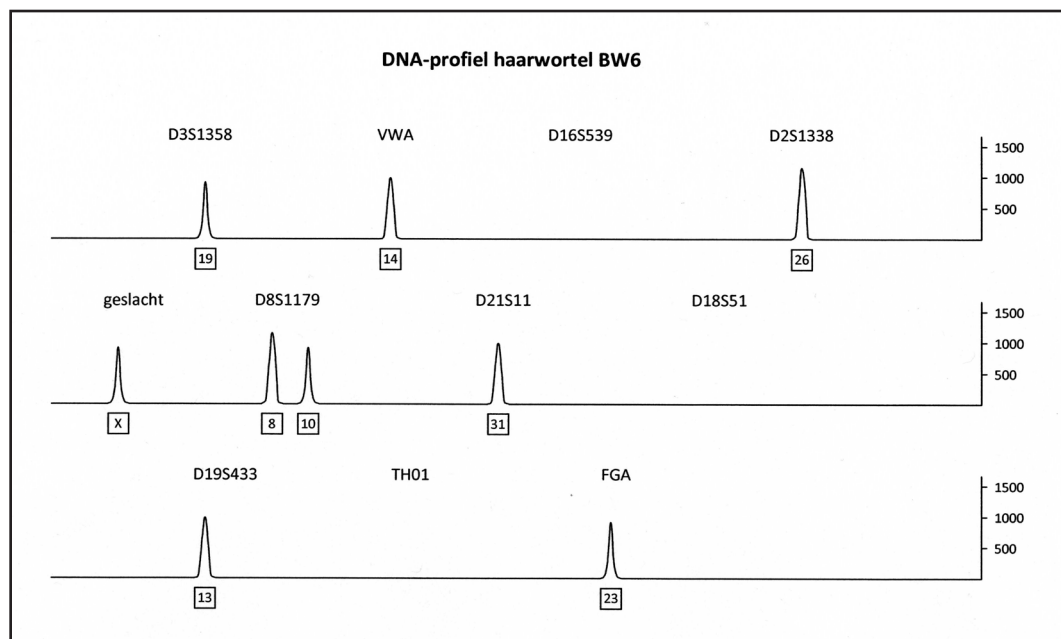 DNA-profiel haarwortel BW6
D3S1358 VWA D16S539 D2S1338
1500
1000
500
19 14 26
geslacht D8S1179 D21S11 D18S51
1500
1000
500
X 8 10 31
D19S433 TH01 FGA
1500
1000
500
13 23